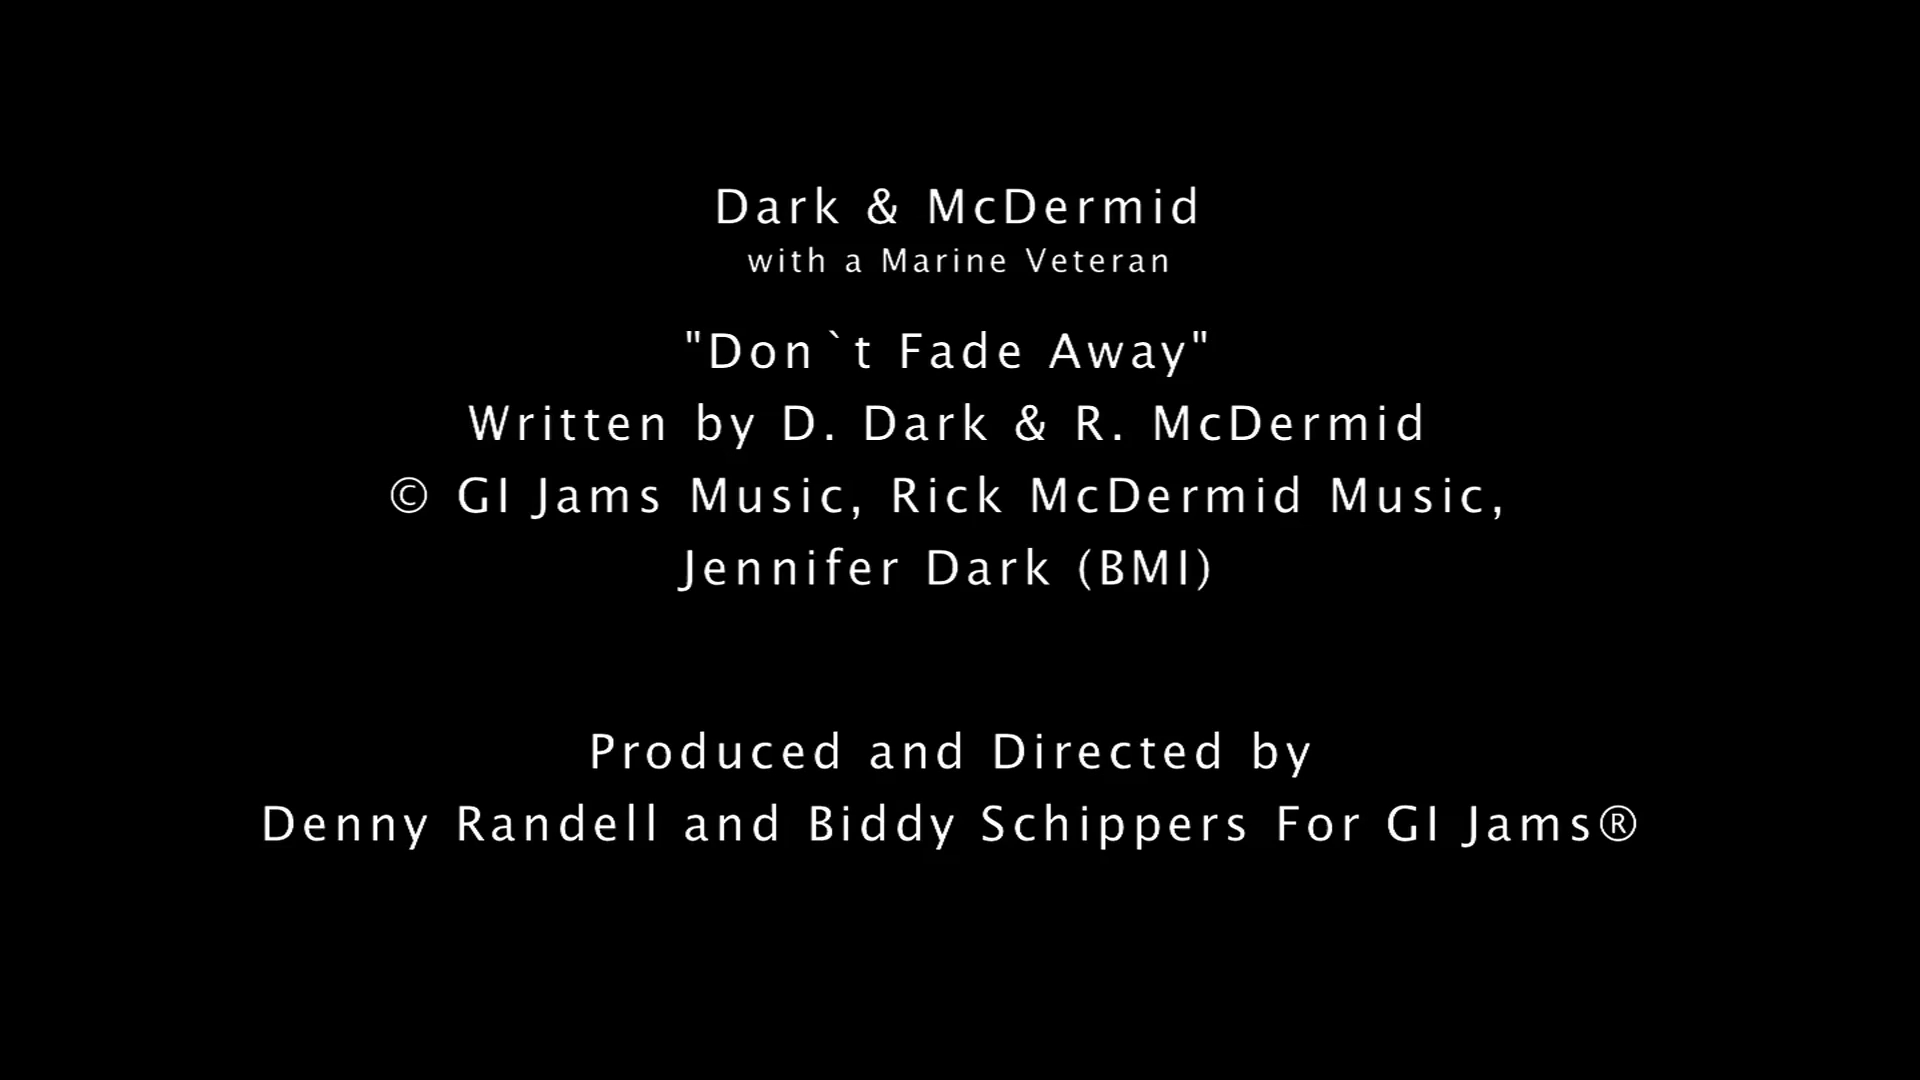 Dark & McDermid
with a Marine Veteran
"Don`t Fade Away"
Written by D. Dark & R. McDermid
© GI Jams Music, Rick McDermid Music,
Jennifer Dark (BMI)
Produced and Directed by
Denny Randell and Biddy Schippers For GI Jams®